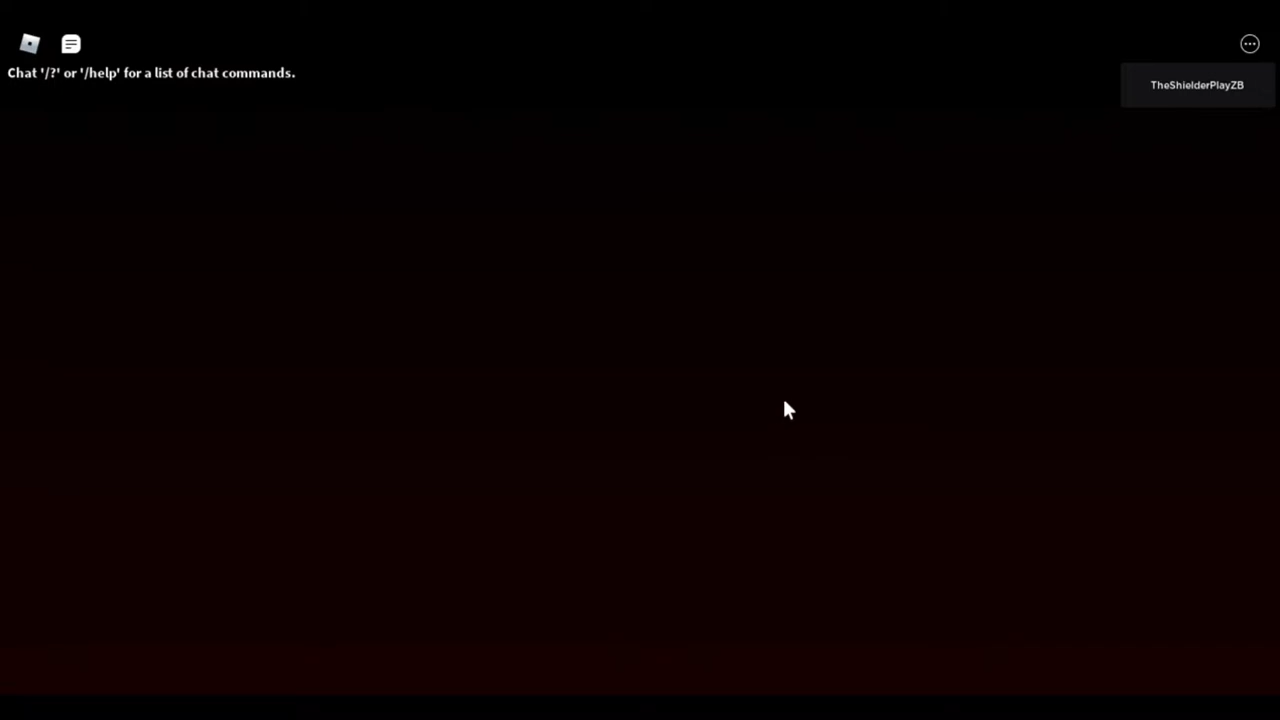 Chat '/?' or '/help' for a list of chat commands.
TheShielderPlayZB